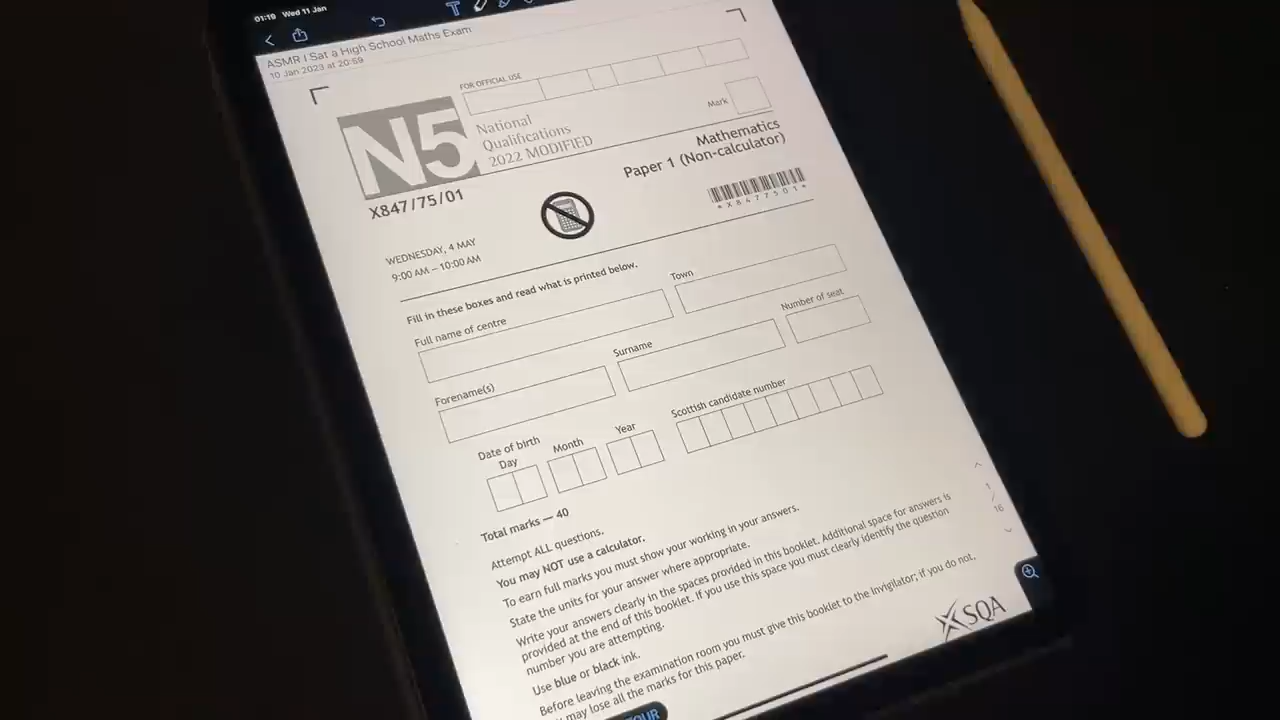 01:19 Wed 11 Jan
ASMR I Sat a High School Maths Exam
10 Jan 2023 at 20:59
FOR OFFICIAL USE
N5
National
Qualifications
2022 MODIFIED
Mark
X847/75/01
Mathematics
Paper 1 (Non-calculator)
*X8477501*
WEDNESDAY, 4 MAY
9:00 AM – 10:00 AM
Fill in these boxes and read what is printed below.
Full name of centre
Town
Forename(s)
Surname
Number of seat
Date of birth
Day
Month
Year
Scottish candidate number
Total marks — 40
Attempt ALL questions.
You may NOT use a calculator.
To earn full marks you must show your working in your answers.
State the units for your answer where appropriate.
Write your answers clearly in the spaces provided in this booklet. Additional space for answers is
provided at the end of this booklet. If you use this space you must clearly identify the question
number you are attempting.
Use blue or black ink.
Before leaving the examination room you must give this booklet to the Invigilator; if you do not,
may lose all the marks for this paper.
1
/
16
SQA